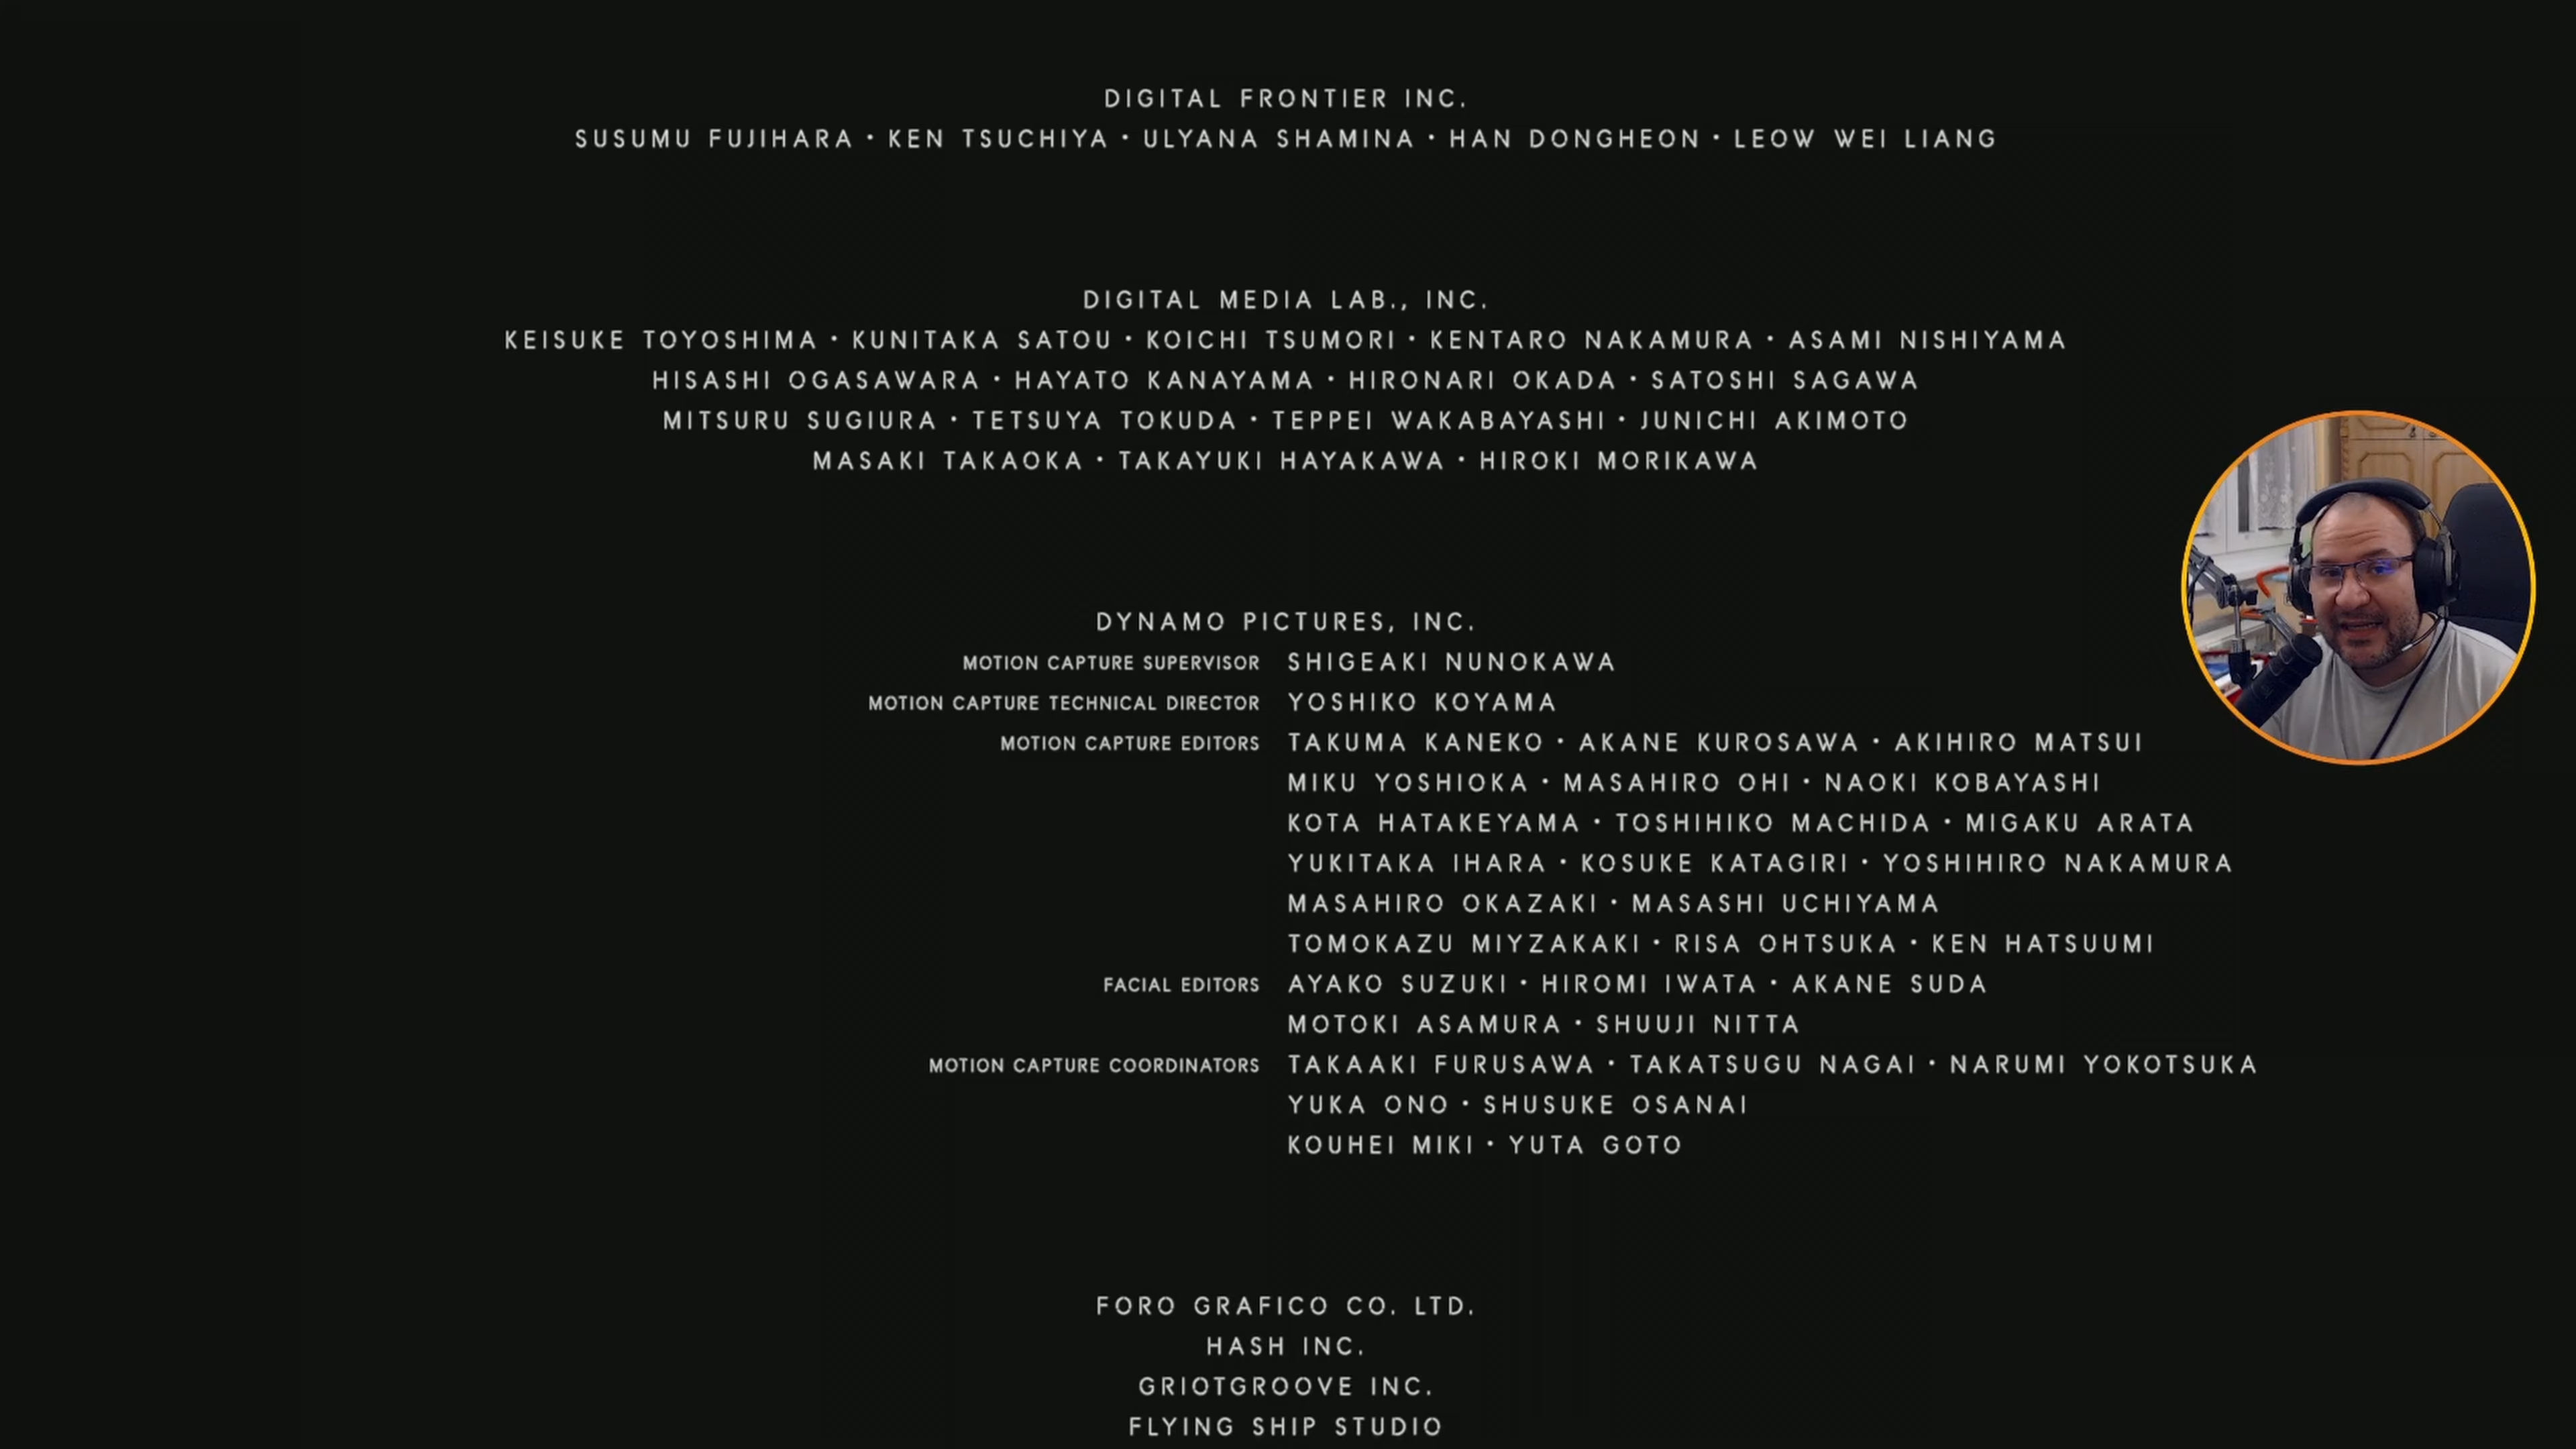 DIGITAL FRONTIER INC.
SUSUMU FUJIHARA · KEN TSUCHIYA · ULYANA SHAMINA · HAN DONGHEON · LEOW WEI LIANG
DIGITAL MEDIA LAB., INC.
KEISUKE TOYOSHIMA · KUNITAKA SATOU · KOICHI TSUMORI · KENTARO NAKAMURA · ASAMI NISHIYAMA
HISASHI OGASAWARA · HAYATO KANAYAMA · HIRONARI OKADA · SATOSHI SAGAWA
MITSURU SUGIURA · TETSUYA TOKUDA · TEPPEI WAKABAYASHI · JUNICHI AKIMOTO
MASAKI TAKAOKA · TAKAYUKI HAYAKAWA · HIROKI MORIKAWA
DYNAMO PICTURES, INC.
MOTION CAPTURE SUPERVISOR SHIGEAKI NUNOKAWA
MOTION CAPTURE TECHNICAL DIRECTOR YOSHIKO KOYAMA
MOTION CAPTURE EDITORS TAKUMA KANEKO · AKANE KUROSAWA · AKIHIRO MATSUI
MIKU YOSHIOKA · MASAHIRO OHI · NAOKI KOBAYASHI
KOTA HATAKEYAMA · TOSHIHIKO MACHIDA · MIGAKU ARATA
YUKITAKA IHARA · KOSUKE KATAGIRI · YOSHIHIRO NAKAMURA
MASAHIRO OKAZAKI · MASASHI UCHIYAMA
TOMOKAZU MIYZAKAKI · RISA OHTSUKA · KEN HATSUUMI
FACIAL EDITORS AYAKO SUZUKI · HIROMI IWATA · AKANE SUDA
MOTOKI ASAMURA · SHUUJI NITTA
MOTION CAPTURE COORDINATORS TAKAAKI FURUSAWA · TAKATSUGU NAGAI · NARUMI YOKOTSUKA
YUKA ONO · SHUSUKE OSANAI
KOUHEI MIKI · YUTA GOTO
FORO GRAFICO CO. LTD.
HASH INC.
GRIOTGROOVE INC.
FLYING SHIP STUDIO